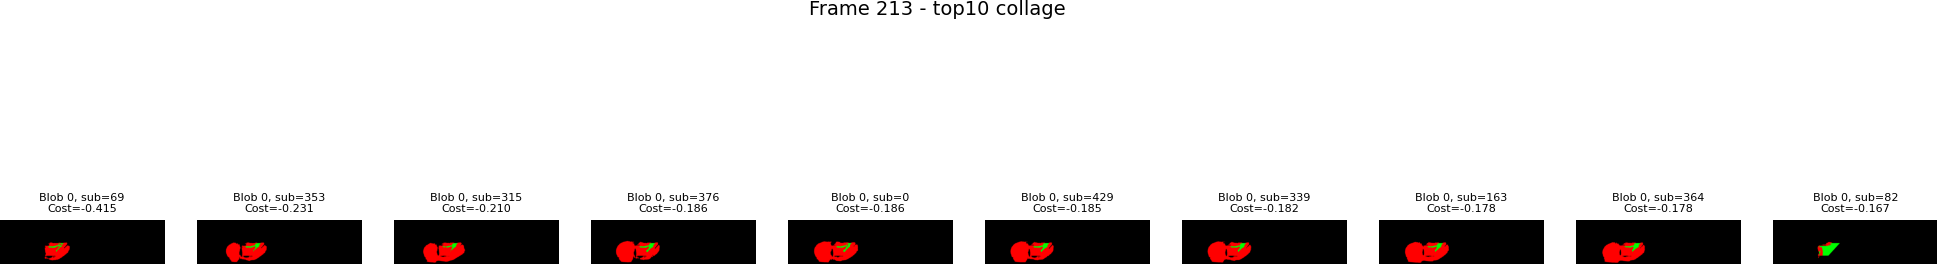 Frame 213 - top10 collage
Blob 0, sub=69
Cost=-0.415
Blob 0, sub=353
Cost=-0.231
Blob 0, sub=315
Cost=-0.210
Blob 0, sub=376
Cost=-0.186
Blob 0, sub=0
Cost=-0.186
Blob 0, sub=429
Cost=-0.185
Blob 0, sub=339
Cost=-0.182
Blob 0, sub=163
Cost=-0.178
Blob 0, sub=364
Cost=-0.178
Blob 0, sub=82
Cost=-0.167